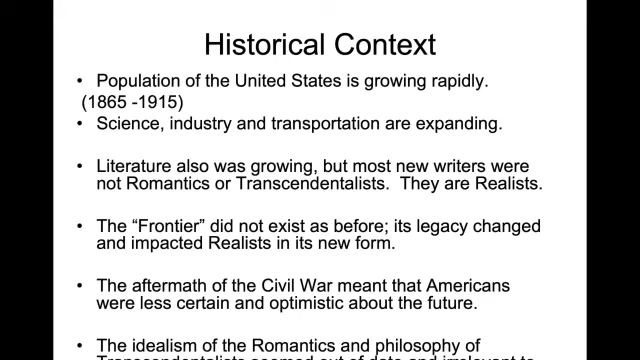 Historical Context
• Population of the United States is growing rapidly.
(1865 -1915)
• Science, industry and transportation are expanding.
• Literature also was growing, but most new writers were
not Romantics or Transcendentalists. They are Realists.
• The “Frontier” did not exist as before; its legacy changed
and impacted Realists in its new form.
• The aftermath of the Civil War meant that Americans
were less certain and optimistic about the future.
• The idealism of the Romantics and philosophy of
Transcendentalists seemed out of date and irrelevant to